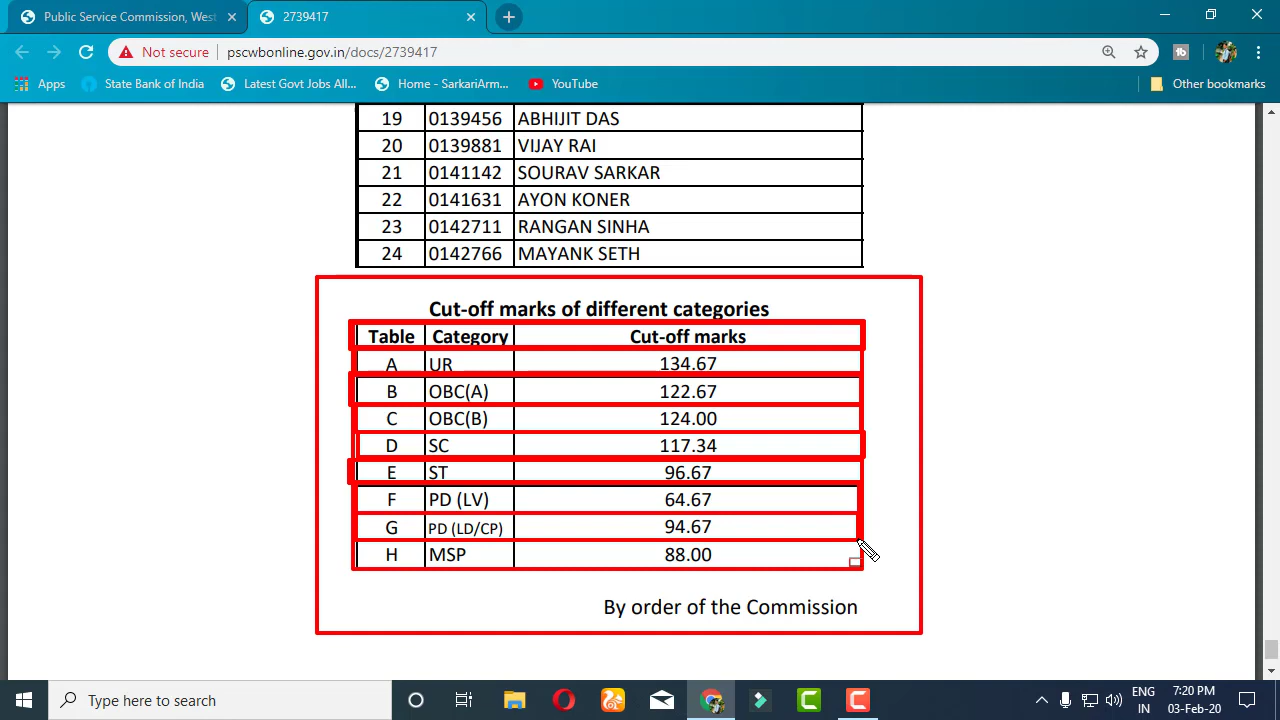 Public Service Commission, West
2739417
Not secure
pscwbonline.gov.in/docs/2739417
Apps
State Bank of India
Latest Govt Jobs All...
Home - SarkariArm...
YouTube
Other bookmarks
19 0139456 ABHIJIT DAS
20 0139881 VIJAY RAI
21 0141142 SOURAV SARKAR
22 0141631 AYON KONER
23 0142711 RANGAN SINHA
24 0142766 MAYANK SETH
Cut-off marks of different categories
Table Category Cut-off marks
A UR 134.67
B OBC(A) 122.67
C OBC(B) 124.00
D SC 117.34
E ST 96.67
F PD (LV) 64.67
G PD (LD/CP) 94.67
H MSP 88.00
By order of the Commission
Type here to search
ENG
IN
7:20 PM
03-Feb-20